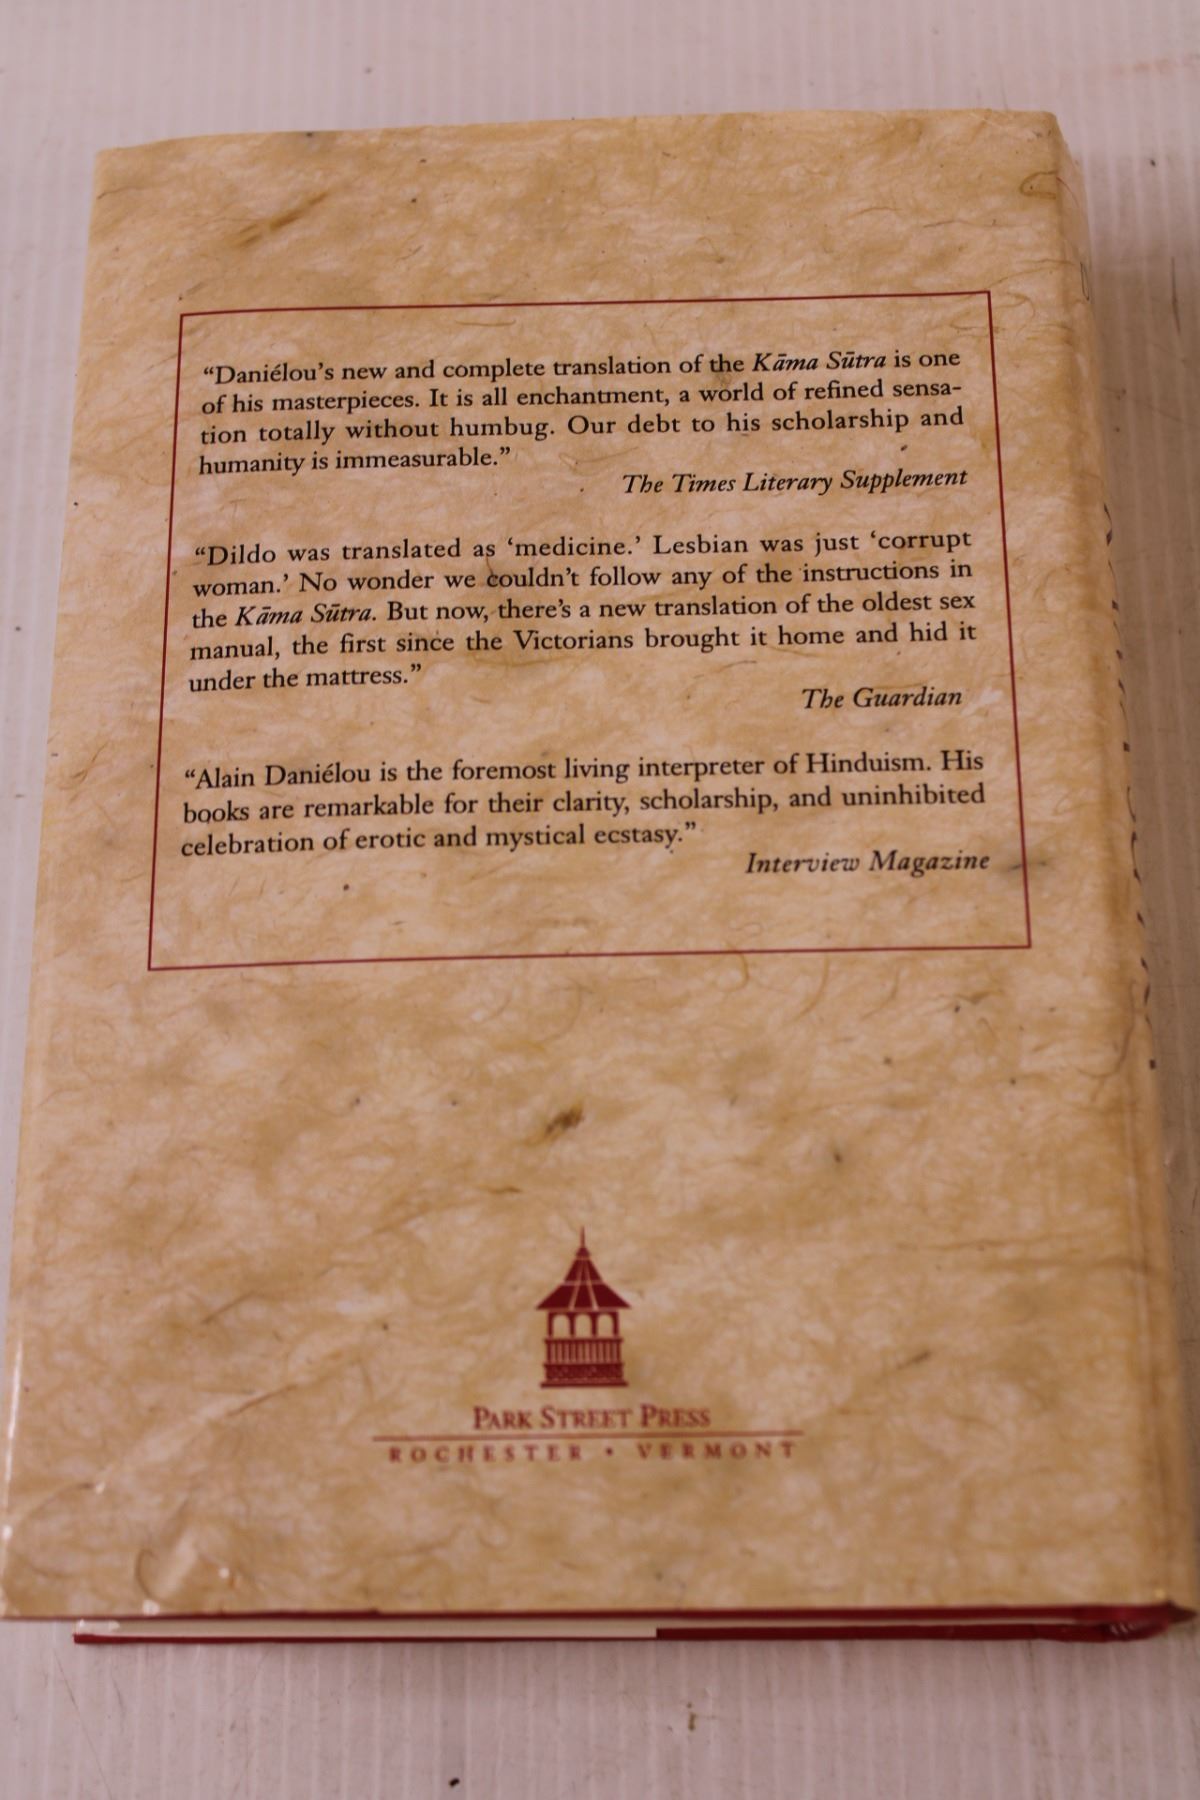 “Daniélou’s new and complete translation of the Kāma Sūtra is one
of his masterpieces. It is all enchantment, a world of refined sensa-
tion totally without humbug. Our debt to his scholarship and
humanity is immeasurable.”
The Times Literary Supplement
“Dildo was translated as ‘medicine.’ Lesbian was just ‘corrupt
woman.’ No wonder we couldn’t follow any of the instructions in
the Kāma Sūtra. But now, there’s a new translation of the oldest sex
manual, the first since the Victorians brought it home and hid it
under the mattress.”
The Guardian
“Alain Daniélou is the foremost living interpreter of Hinduism. His
books are remarkable for their clarity, scholarship, and uninhibited
celebration of erotic and mystical ecstasy.”
Interview Magazine
PARK STREET PRESS
ROCHESTER • VERMONT